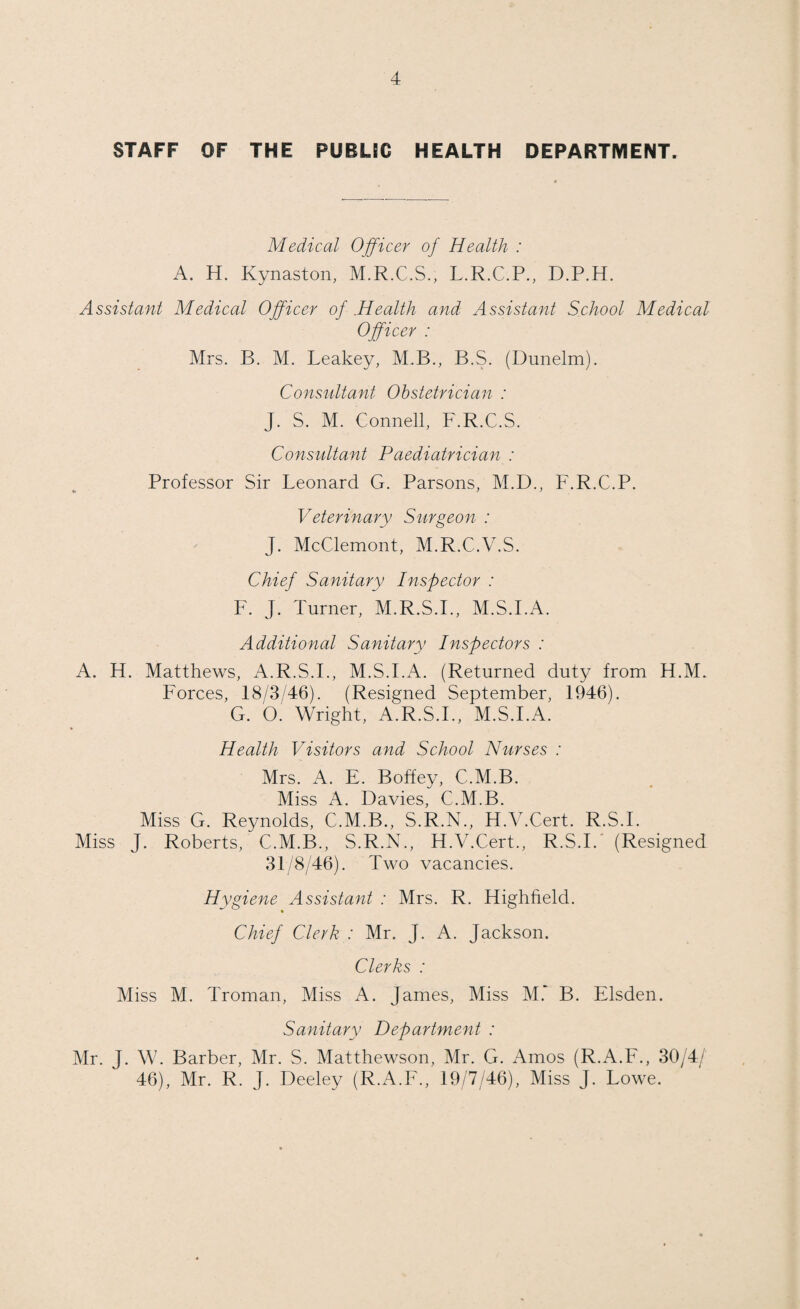 4
STAFF OF THE PUBLIC HEALTH DEPARTMENT.
Medical Officer of Health :
A. H. Kynaston, M.R.C.S., L.R.C.P., D.P.H.
Assistant Medical Officer of Health and Assistant School Medical
Officer :
Mrs. B. M. Leakey, M.B., B.S. (Dunelm).
Consultant Obstetrician :
J. S. M. Connell, F.R.C.S.
Consultant Paediatrician :
Professor Sir Leonard G. Parsons, M.D., F.R.C.P.
Veterinary Surgeon :
J. McClemont, M.R.C.V.S.
Chief Sanitary Inspector :
F. J. Turner, M.R.S.I., M.S.I.A.
Additional Sanitary Inspectors :
A. H. Matthews, A.R.S.I., M.S.I.A. (Returned duty from H.M.
Forces, 18/3/46). (Resigned September, 1946).
G. O. Wright, A.R.S.I., M.S.I.A.
Health Visitors and School Nurses :
Mrs. A. E. Boffey, C.M.B.
Miss A. Davies, C.M.B.
Miss G. Reynolds, C.M.B., S.R.N., H.V.Cert. R.S.I.
Miss J. Roberts, C.M.B., S.R.N., H.V.Cert., R.S.I. (Resigned
31/8/46). Two vacancies.
Hygiene Assistant : Mrs. R. Highfield.
Chief Clerk : Mr. J. A. Jackson.
Clerks :
Miss M. Troman, Miss A. James, Miss M. B. Elsden.
Sanitary Department :
Mr. J. W. Barber, Mr. S. Matthewson, Mr. G. Amos (R.A.F., 30/4/
46), Mr. R. J. Deeley (R.A.F., 19/7/46), Miss J. Lowe.